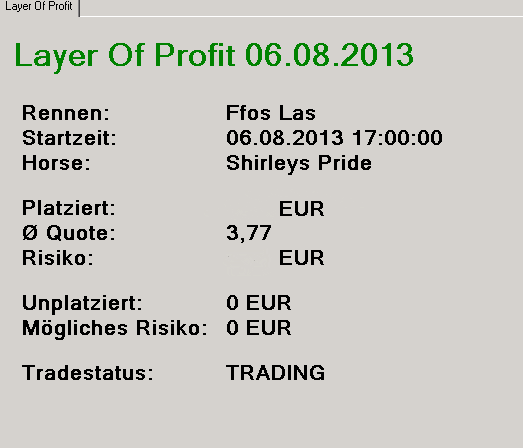 Layer Of Profit
Layer Of Profit 06.08.2013
Rennen: Ffos Las
Startzeit: 06.08.2013 17:00:00
Horse: Shirleys Pride
Platziert: EUR
Ø Quote: 3,77
Risiko: EUR
Unplatziert: 0 EUR
Mögliches Risiko: 0 EUR
Tradestatus: TRADING